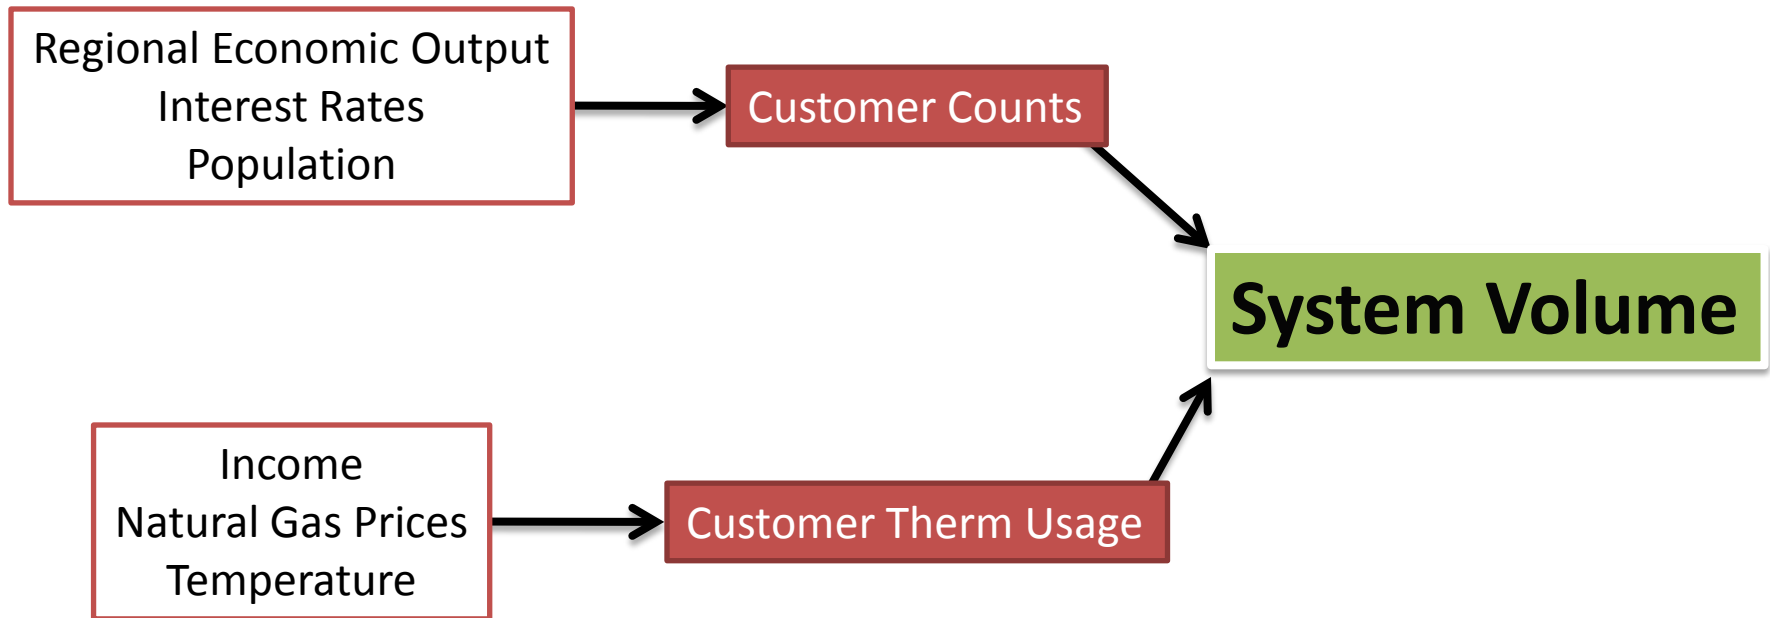 Regional Economic Output
Interest Rates
Population
Customer Counts
System Volume
Income
Natural Gas Prices
Temperature
Customer Therm Usage